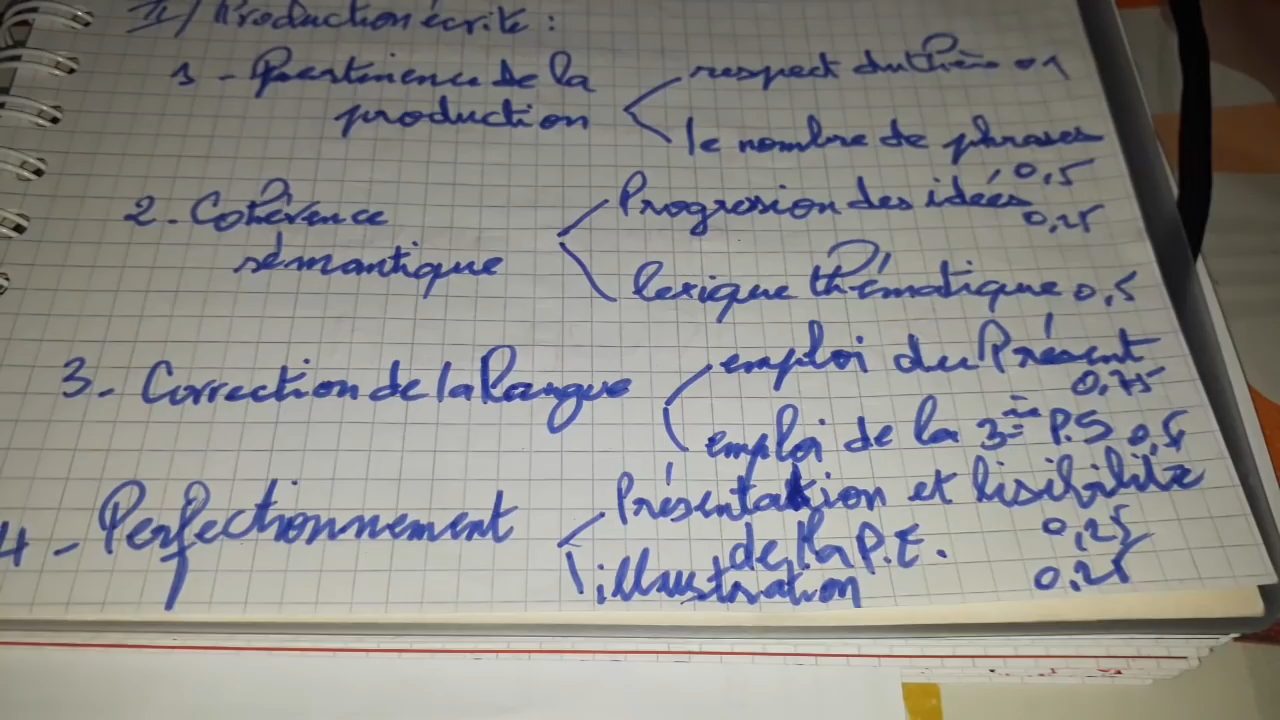 II/ Production écrite :
1 - Pertinence de la production
respect du thème 01
le nombre de phrases 0,5
2 - Cohérence sémantique
Progression des idées 0,25
lexique thématique 0,5
3 - Correction de la langue
emploi du Présent 0,75
emploi de la 3ème P.S 0,5
4 - Perfectionnement
Présentation et lisibilité de la P.E. 0,25
illustration 0,25